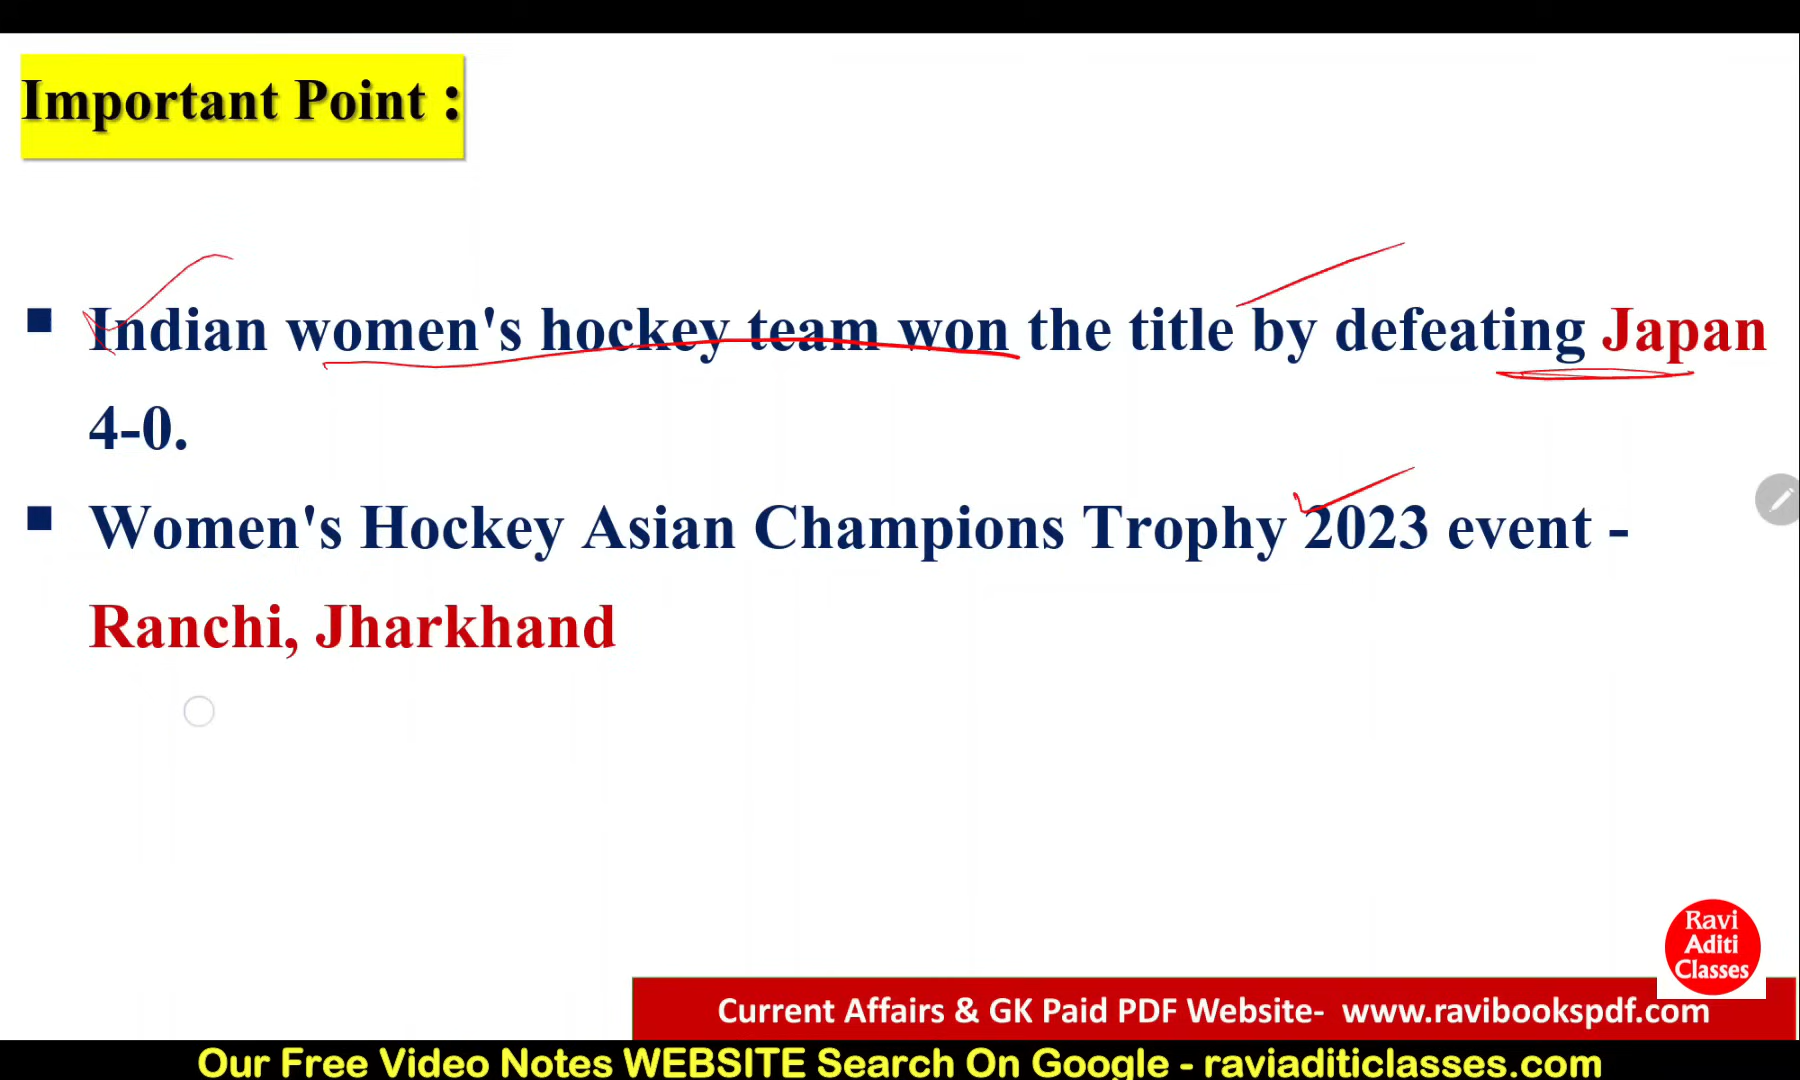 Important Point :
▪ Indian women's hockey team won the title by defeating Japan
4-0.
▪ Women's Hockey Asian Champions Trophy 2023 event -
Ranchi, Jharkhand
Ravi
Aditi
Classes
Current Affairs & GK Paid PDF Website- www.ravibookspdf.com
Our Free Video Notes WEBSITE Search On Google - raviaditiclasses.com